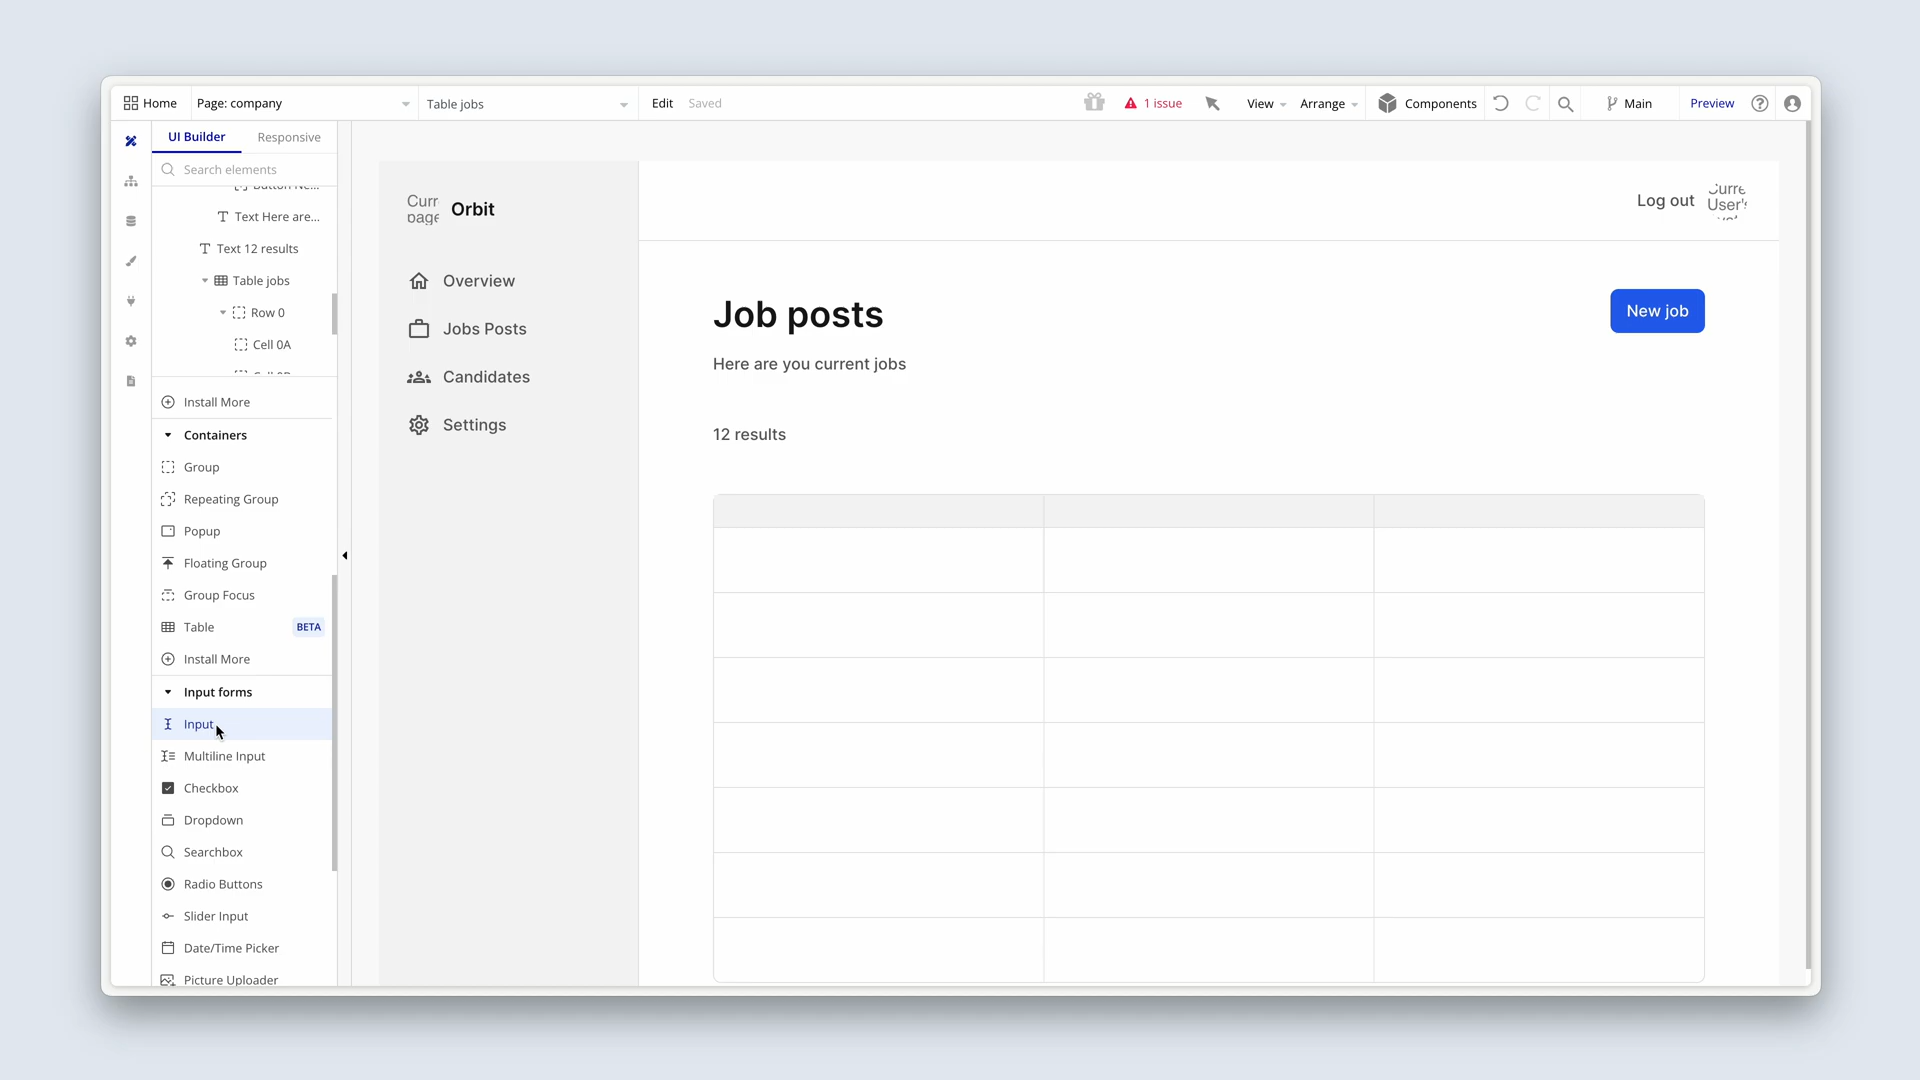 Home
Page: company
Table jobs
Edit
Saved
1 issue
View
Arrange
Components
Main
Preview
UI Builder
Responsive
Search elements
Text Here are...
Text 12 results
Table jobs
Row 0
Cell 0A
Install More
Containers
Group
Repeating Group
Popup
Floating Group
Group Focus
Table
BETA
Install More
Input forms
Input
Multiline Input
Checkbox
Dropdown
Searchbox
Radio Buttons
Slider Input
Date/Time Picker
Picture Uploader
Orbit
Overview
Jobs Posts
Candidates
Settings
Log out
Job posts
New job
Here are you current jobs
12 results